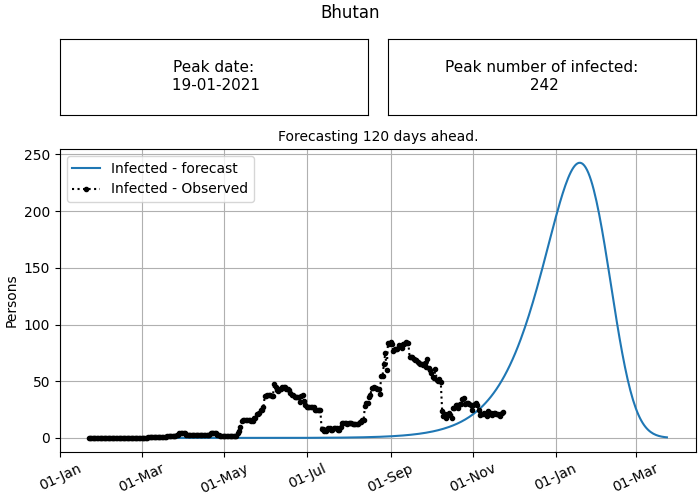 Bhutan
Peak date:
19-01-2021
Peak number of infected:
242
Forecasting 120 days ahead.
Infected - forecast
Infected - Observed
Persons
250
200
150
100
50
0
01-Jan
01-Mar
01-May
01-Jul
01-Sep
01-Nov
01-Jan
01-Mar